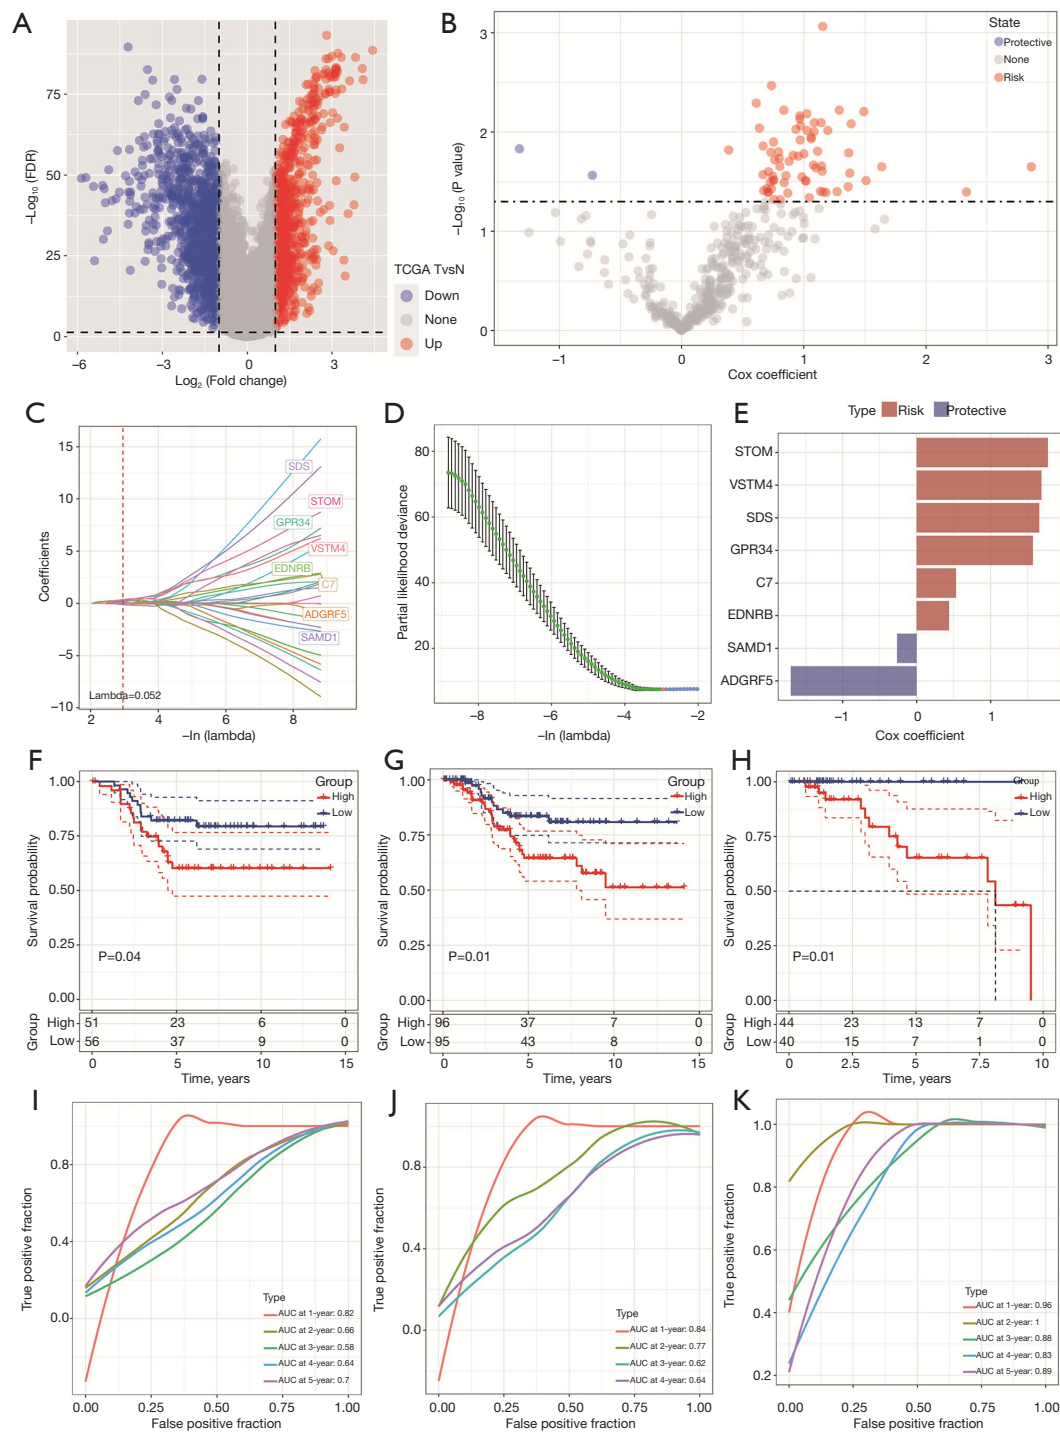 A
−Log10 (FDR)
75
50
25
0
−6
−3
0
3
Log2 (Fold change)
TCGA TvsN
Down
None
Up
B
−Log10 (P value)
3
2
1
0
−1
0
1
2
3
Cox coefficient
State
Protective
None
Risk
C
Coefficients
15
10
5
0
−5
−10
SDS
STOM
GPR34
VSTM4
EDNRB
C7
ADGRF5
SAMD1
Lambda=0.052
2
4
6
8
−ln (lambda)
D
Partial likelihood deviance
80
60
40
20
−8
−6
−4
−2
−ln (lambda)
E
Type
Risk
Protective
STOM
VSTM4
SDS
GPR34
C7
EDNRB
SAMD1
ADGRF5
−1
0
1
Cox coefficient
F
Survival probability
1.00
0.75
0.50
0.25
0.00
Group
High
Low
P=0.04
Group
High 51 23 6 0
Low 56 37 9 0
0 5 10 15
Time, years
G
Survival probability
1.00
0.75
0.50
0.25
0.00
Group
High
Low
P=0.01
Group
High 96 37 7 0
Low 95 43 8 0
0 5 10 15
Time, years
H
Survival probability
1.00
0.75
0.50
0.25
0.00
Group
High
Low
P=0.01
Group
High 44 23 13 7 0
Low 40 15 7 1 0
0 2.5 5 7.5 10
Time, years
I
True positive fraction
0.8
0.4
0.0
Type
AUC at 1-year: 0.82
AUC at 2-year: 0.66
AUC at 3-year: 0.58
AUC at 4-year: 0.64
AUC at 5-year: 0.7
0.00 0.25 0.50 0.75 1.00
False positive fraction
J
True positive fraction
0.8
0.4
0.0
Type
AUC at 1-year: 0.84
AUC at 2-year: 0.77
AUC at 3-year: 0.62
AUC at 4-year: 0.64
0.00 0.25 0.50 0.75 1.00
False positive fraction
K
True positive fraction
1.0
0.8
0.6
0.4
0.2
Type
AUC at 1-year: 0.96
AUC at 2-year: 1
AUC at 3-year: 0.88
AUC at 4-year: 0.83
AUC at 5-year: 0.89
0.00 0.25 0.50 0.75 1.00
False positive fraction